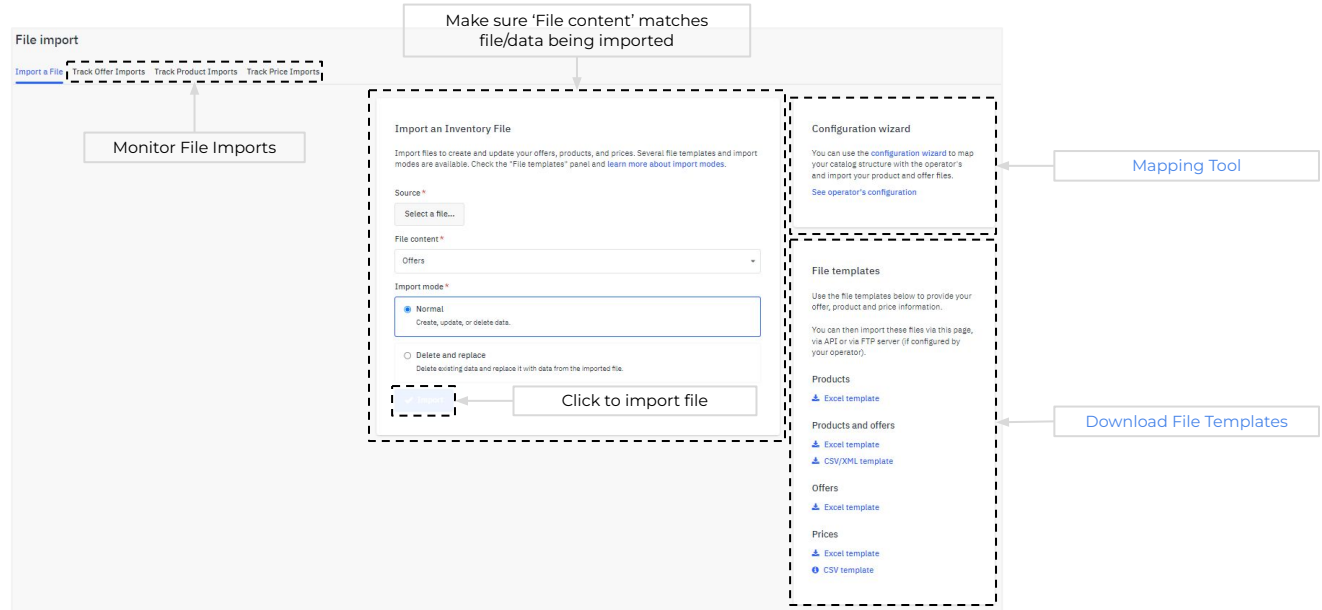 Make sure ‘File content’ matches
file/data being imported
File import
Import a File
Track Offer Imports
Track Product Imports
Track Price Imports
Monitor File Imports
Import an Inventory File
Import files to create and update your offers, products, and prices. Several file templates and import
modes are available. Check the "File templates" panel and learn more about import modes.
Source *
Select a file...
File content *
Offers
Import mode *
Normal
Create, update, or delete data.
Delete and replace
Delete existing data and replace it with data from the imported file.
Import
Click to import file
Configuration wizard
You can use the configuration wizard to map
your catalog structure with the operator's
and import your product and offer files.
See operator's configuration
Mapping Tool
File templates
Use the file templates below to provide your
offer, product and price information.
You can then import these files via this page,
via API or via FTP server (if configured by
your operator).
Products
Excel template
Products and offers
Excel template
CSV/XML template
Offers
Excel template
Prices
Excel template
CSV template
Download File Templates